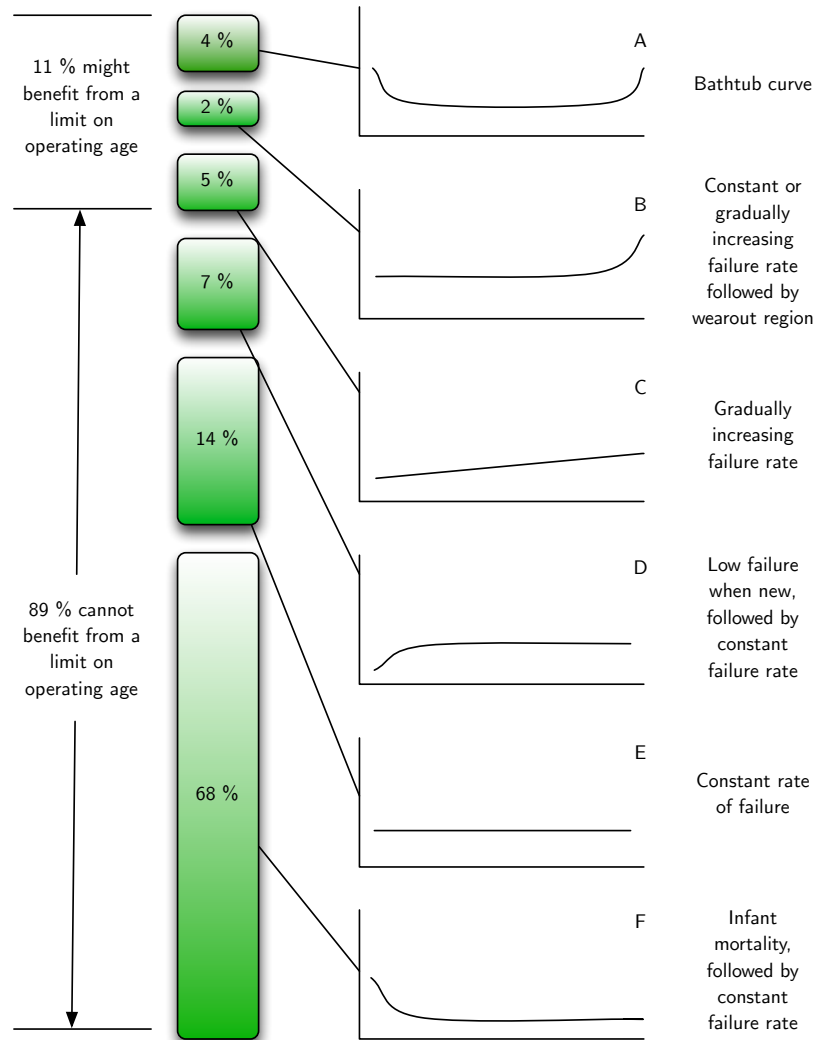 11 % might
benefit from a
limit on
operating age
89 % cannot
benefit from a
limit on
operating age
4 %
2 %
5 %
7 %
14 %
68 %
A
Bathtub curve
B
Constant or
gradually
increasing
failure rate
followed by
wearout region
C
Gradually
increasing
failure rate
D
Low failure
when new,
followed by
constant
failure rate
E
Constant rate
of failure
F
Infant
mortality,
followed by
constant
failure rate